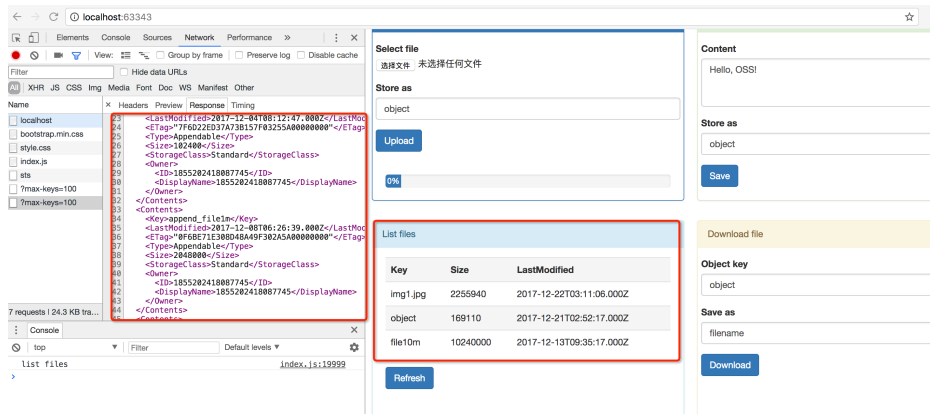 localhost:63343
Elements Console Sources Network Performance »
View: Group by frame Preserve log Disable cache
Filter Hide data URLs
All XHR JS CSS Img Media Font Doc WS Manifest Other
Name
localhost
bootstrap.min.css
style.css
index.js
sts
?max-keys=100
?max-keys=100
7 requests | 24.3 KB tra...
× Headers Preview Response Timing
23 <LastModified>2017-12-04T08:12:47.000Z</LastMod
24 <ETag>"7F6D22ED37A73B157F03255A00000000"</ETag>
25 <Type>Appendable</Type>
26 <Size>102400</Size>
27 <StorageClass>Standard</StorageClass>
28 <Owner>
29 <ID>1855202418087745</ID>
30 <DisplayName>1855202418087745</DisplayName>
31 </Owner>
32 </Contents>
33 <Contents>
34 <Key>append_file1m</Key>
35 <LastModified>2017-12-08T06:26:39.000Z</LastMod
36 <ETag>"0F6BE71E308D48A49F302A5A00000000"</ETag>
37 <Type>Appendable</Type>
38 <Size>2048000</Size>
39 <StorageClass>Standard</StorageClass>
40 <Owner>
41 <ID>1855202418087745</ID>
42 <DisplayName>1855202418087745</DisplayName>
43 </Owner>
44 </Contents>
45 <Contents>
Console
top Filter Default levels
list files index.js:19999
Select file
选择文件 未选择任何文件
Store as
object
Upload
0%
List files
Key Size LastModified
img1.jpg 2255940 2017-12-22T03:11:06.000Z
object 169110 2017-12-21T02:52:17.000Z
file10m 10240000 2017-12-13T09:35:17.000Z
Refresh
Content
Hello, OSS!
Store as
object
Save
Download file
Object key
object
Save as
filename
Download